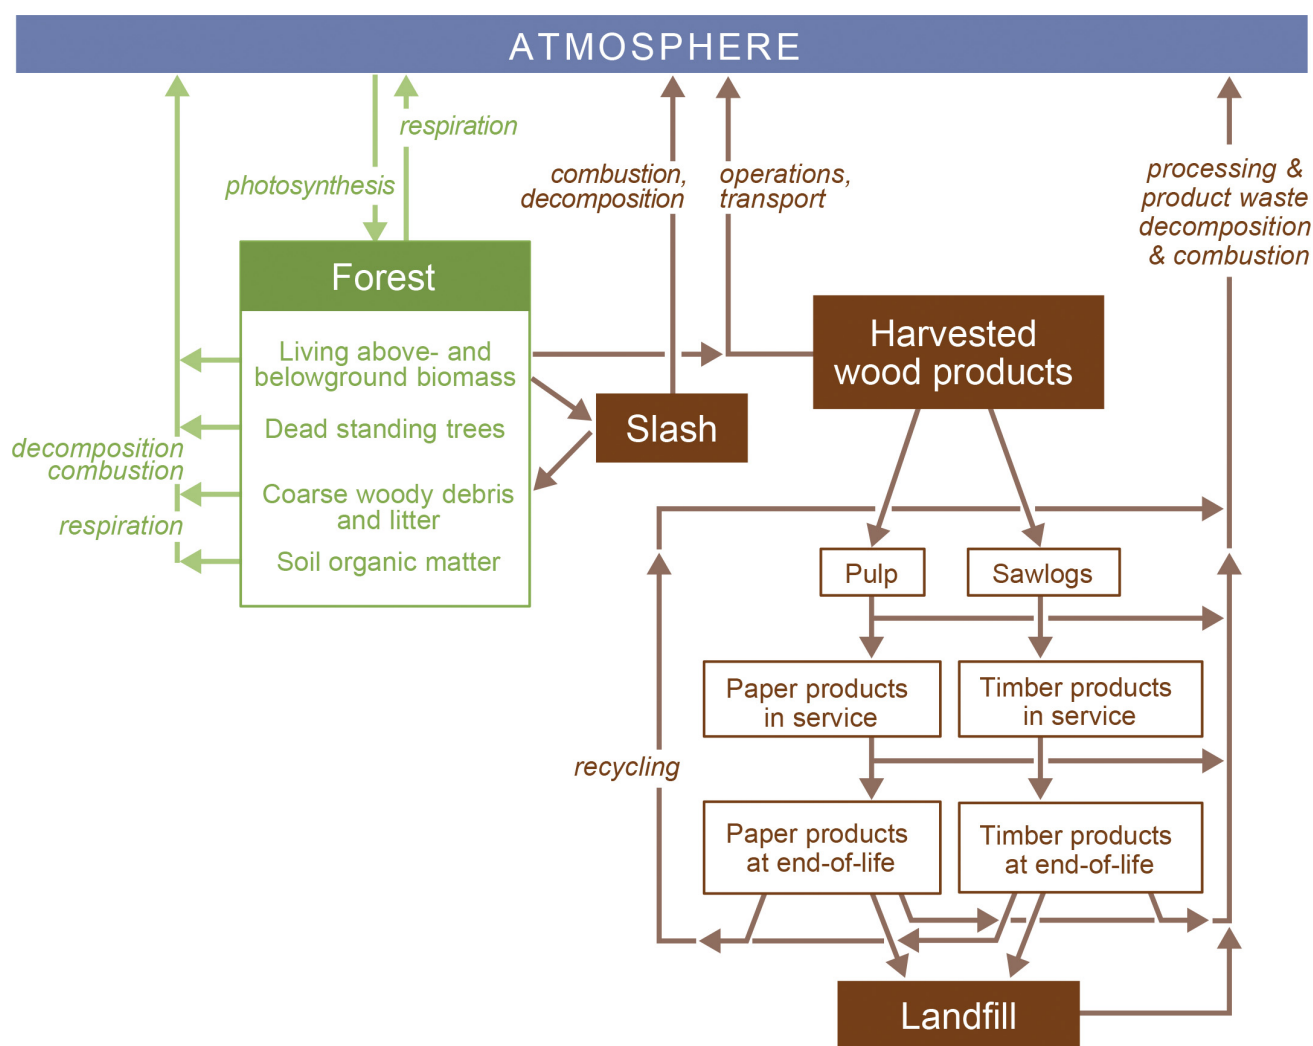 ATMOSPHERE
respiration
photosynthesis
combustion,
decomposition
operations,
transport
processing &
product waste
decomposition
& combustion
Forest
Living above- and
belowground biomass
Dead standing trees
Coarse woody debris
and litter
Soil organic matter
decomposition
combustion
respiration
Slash
Harvested
wood products
Pulp
Sawlogs
Paper products
in service
Timber products
in service
recycling
Paper products
at end-of-life
Timber products
at end-of-life
Landfill